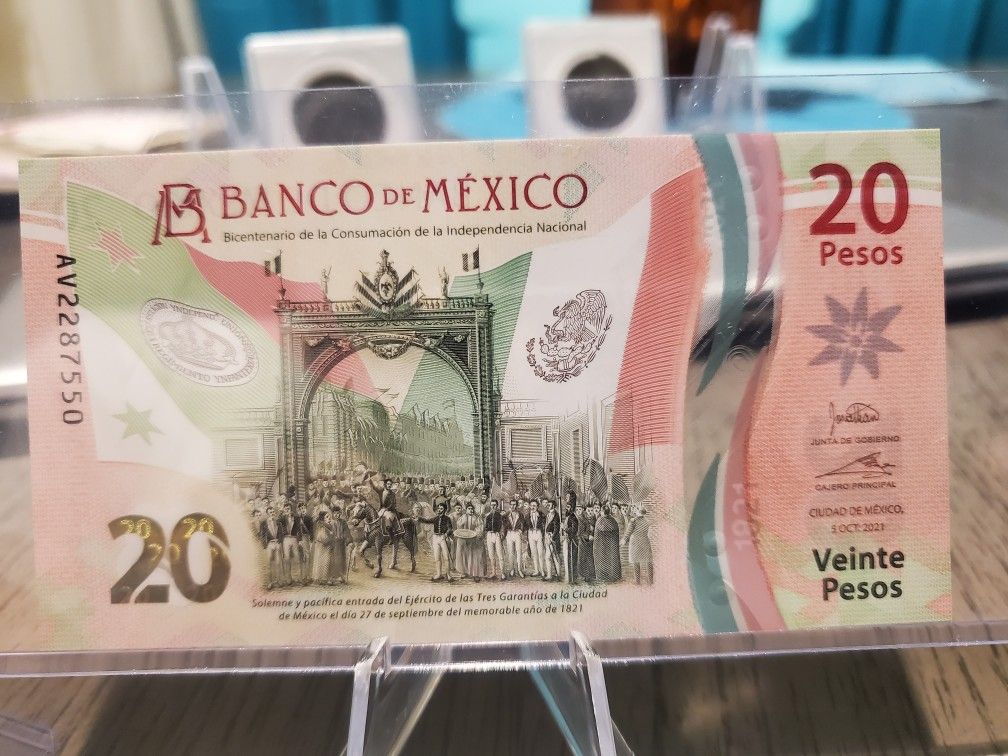 BM BANCO DE MÉXICO
Bicentenario de la Consumación de la Independencia Nacional
20
Pesos
AV2287550
JUNTA DE GOBIERNO
CAJERO PRINCIPAL
CIUDAD DE MÉXICO,
5 OCT. 2021
Veinte
Pesos
20
1821
Solemne y pacífica entrada del Ejército de las Tres Garantías a la Ciudad
de México el día 27 de septiembre del memorable año de 1821